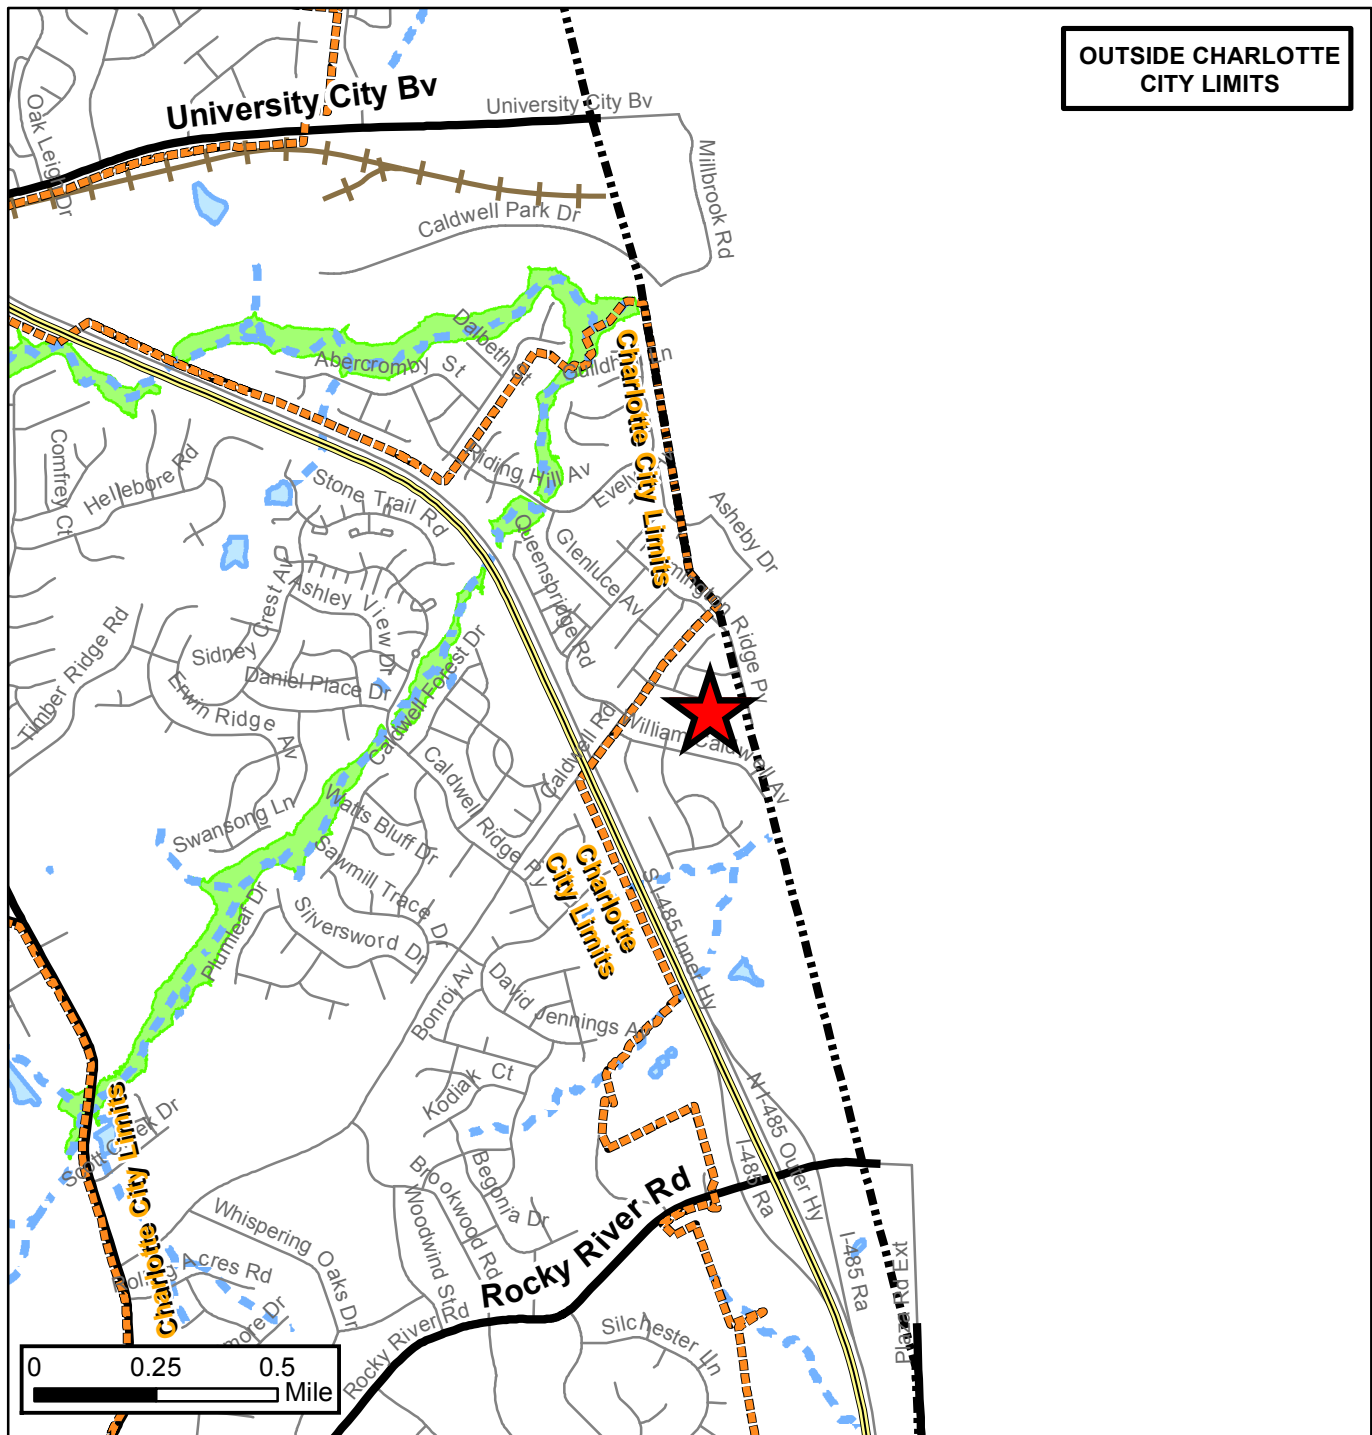 OUTSIDE CHARLOTTE
CITY LIMITS
University City Bv
University City Bv
Oak Leigh Dr
Millbrook Rd
Caldwell Park Dr
Dalbeth St
Abercromby St
Charlotte City Limits
Comfrey Ct
Hellebore Rd
Riding Hill Av
Stone Trail Rd
Asheby Dr
Queensbridge Rd
Glenluce Av
Ridge Py
Ashley View Dr
Sidney Crest Av
Timber Ridge Rd
Daniel Place Dr
Erwin Ridge Av
Caldwell Forest Dr
Caldwell Rd
William Caldwell Av
Caldwell Ridge Py
Swansong Ln
Watts Bluff Dr
Sawmill Trace Dr
Charlotte
City Limits
S I-485 Inner Hy
Plumleaf Dr
Silversword Dr
David Jennings Av
Bonroi Av
Kodiak Ct
N I-485 Outer Hy
I-485 Ra
Charlotte City Limits
Begonia Dr
Brookwood Rd
Woodwind St
Whispering Oaks Dr
Acres Rd
Rocky River Rd
I-485 Ra
Plaza Rd Ext
Rocky River Rd
Silchester Ln
0 0.25 0.5
Mile